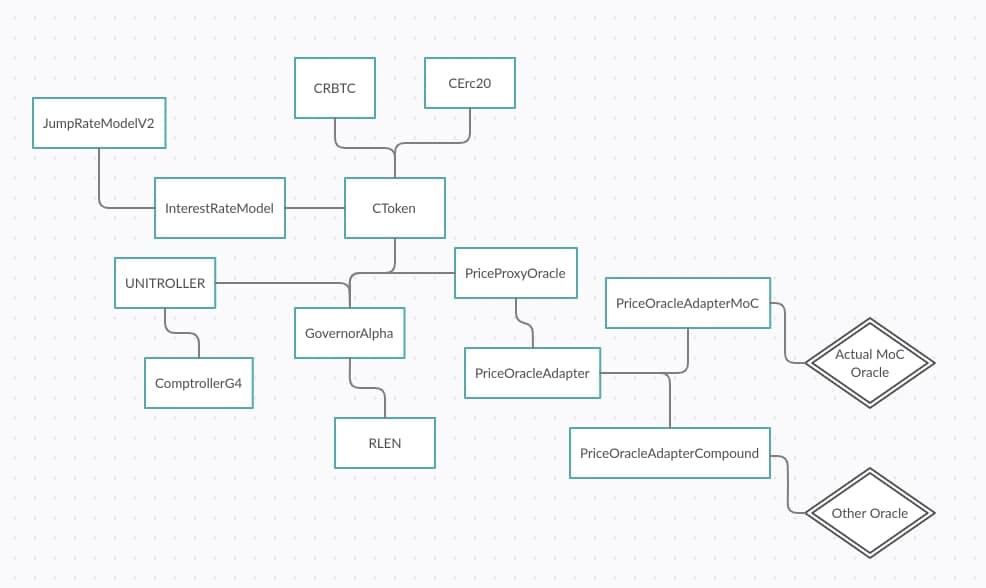 CRBTC
CErc20
JumpRateModelV2
InterestRateModel
CToken
UNITROLLER
PriceProxyOracle
PriceOracleAdapterMoC
GovernorAlpha
Actual MoC
Oracle
ComptrollerG4
PriceOracleAdapter
RLEN
PriceOracleAdapterCompound
Other Oracle